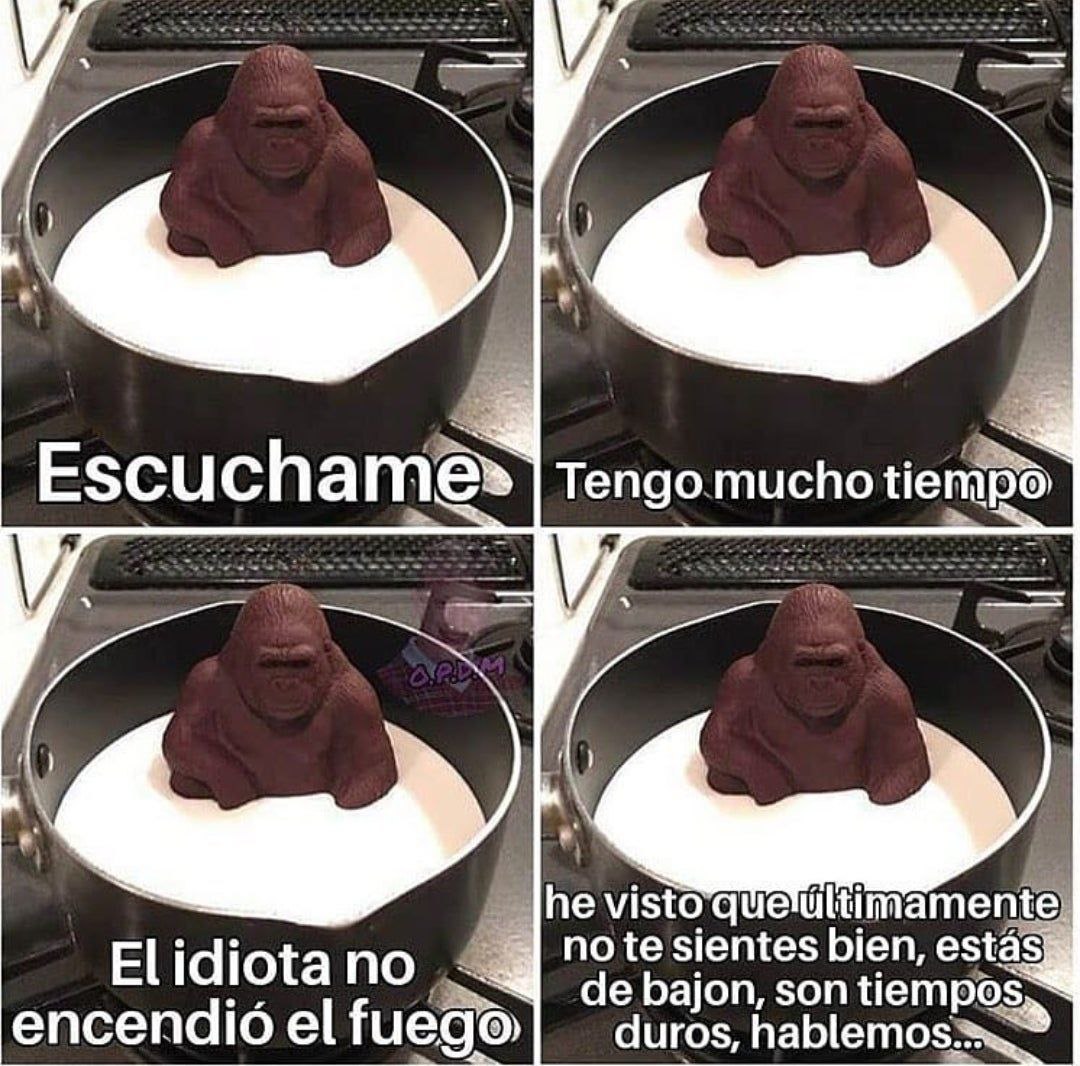 Escuchame
Tengo mucho tiempo
El idiota no
encendió el fuego
O.P.D.M
he visto que últimamente
no te sientes bien, estás
de bajon, son tiempos
duros, hablemos...